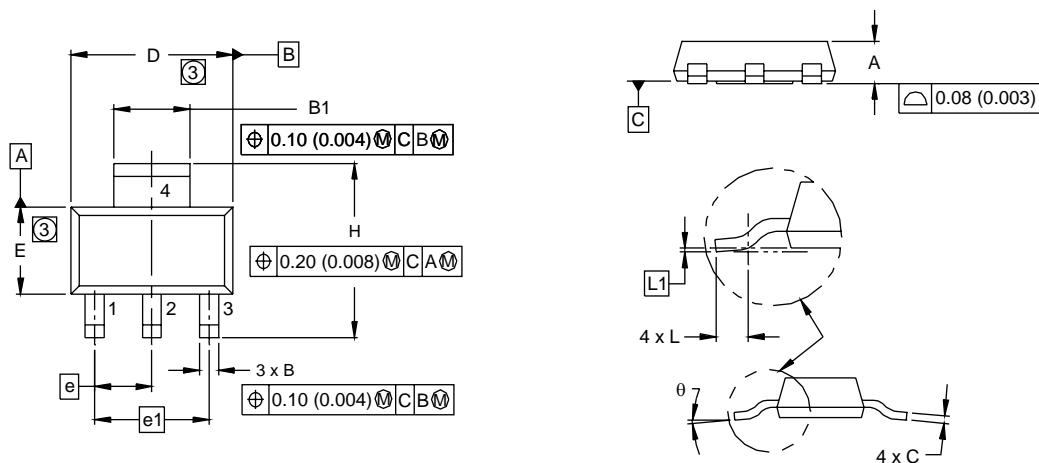 D
B
3
B1
⌖ 0.10 (0.004) Ⓜ C B Ⓜ
A
4
3
E
H
⌖ 0.20 (0.008) Ⓜ C A Ⓜ
1 2 3
3 x B
e
⌖ 0.10 (0.004) Ⓜ C B Ⓜ
e1
A
C
⌓ 0.08 (0.003)
L1
4 x L
θ
4 x C